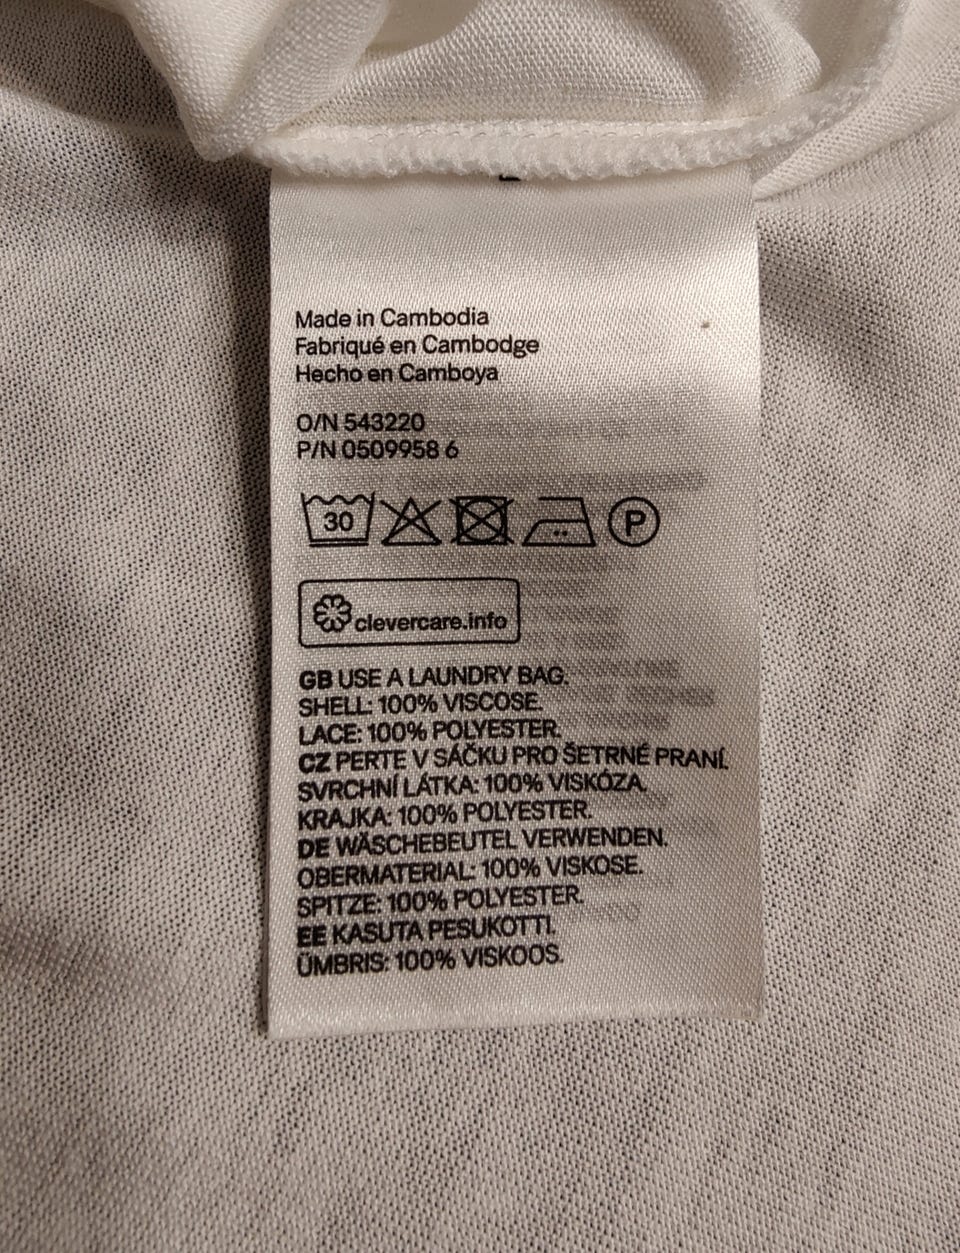 Made in Cambodia
Fabriqué en Cambodge
Hecho en Camboya
O/N 543220
P/N 0509958 6
30 P
clevercare.info
GB USE A LAUNDRY BAG.
SHELL: 100% VISCOSE.
LACE: 100% POLYESTER.
CZ PERTE V SÁČKU PRO ŠETRNÉ PRANÍ.
SVRCHNÍ LÁTKA: 100% VISKÓZA.
KRAJKA: 100% POLYESTER.
DE WÄSCHEBEUTEL VERWENDEN.
OBERMATERIAL: 100% VISKOSE.
SPITZE: 100% POLYESTER.
EE KASUTA PESUKOTTI.
ÜMBRIS: 100% VISKOOS.